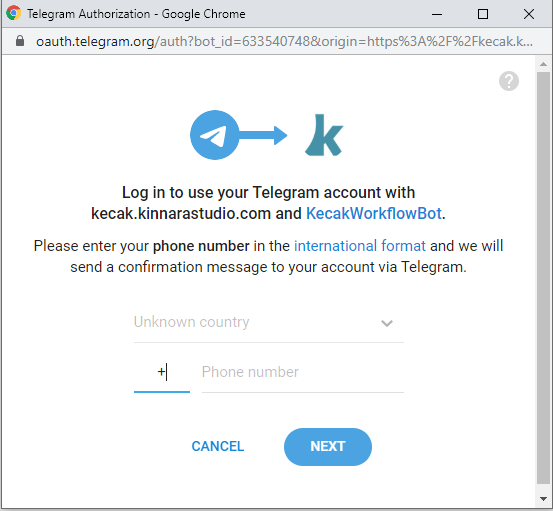 Telegram Authorization - Google Chrome
oauth.telegram.org/auth?bot_id=633540748&origin=https%3A%2F%2Fkecak.k...
?
k
Log in to use your Telegram account with
kecak.kinnarastudio.com and KecakWorkflowBot.
Please enter your phone number in the international format and we will
send a confirmation message to your account via Telegram.
Unknown country
+ Phone number
CANCEL NEXT